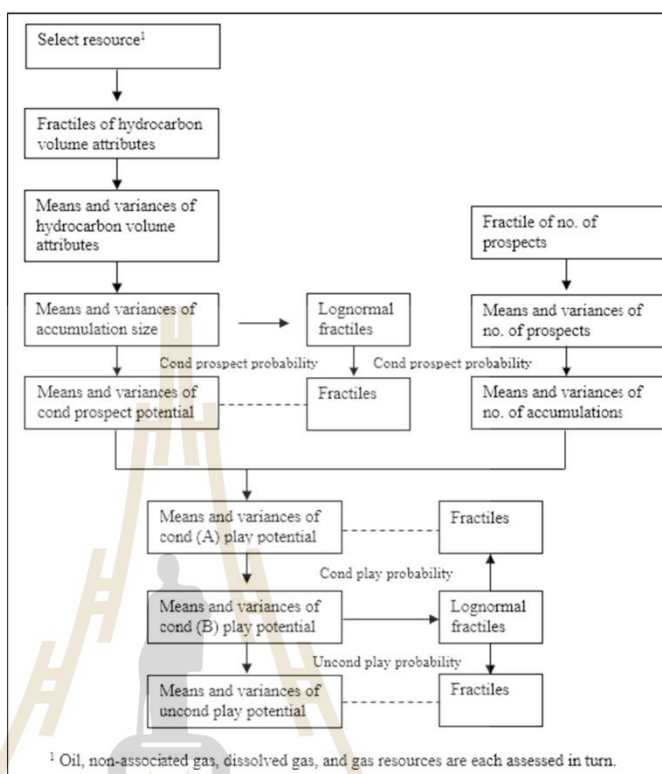 Select resource¹
Fractiles of hydrocarbon
volume attributes
Means and variances of
hydrocarbon volume
attributes
Fractile of no. of
prospects
Means and variances of
accumulation size
Lognormal
fractiles
Means and variances of
no. of prospects
Cond prospect probability
Cond prospect probability
Means and variances of
cond prospect potential
Fractiles
Means and variances of
no. of accumulations
Means and variances of
cond (A) play potential
Fractiles
Cond play probability
Means and variances of
cond (B) play potential
Lognormal
fractiles
Uncond play probability
Means and variances of
uncond play potential
Fractiles
¹ Oil, non-associated gas, dissolved gas, and gas resources are each assessed in turn.